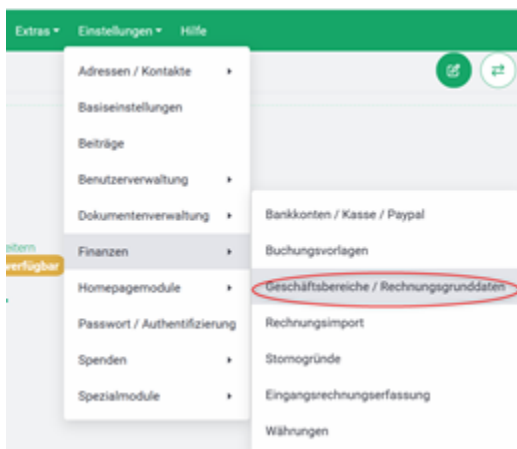 Extras Einstellungen Hilfe
Adressen / Kontakte
Basiseinstellungen
Beiträge
Benutzerverwaltung
Dokumentenverwaltung
Bankkonten / Kasse / Paypal
eitern
verfügbar
Finanzen
Buchungsvorlagen
Homepagemodule
Geschäftsbereiche / Rechnungsgrunddaten
Passwort / Authentifizierung
Rechnungsimport
Spenden
Stornogründe
Spezialmodule
Eingangsrechnungserfassung
Währungen